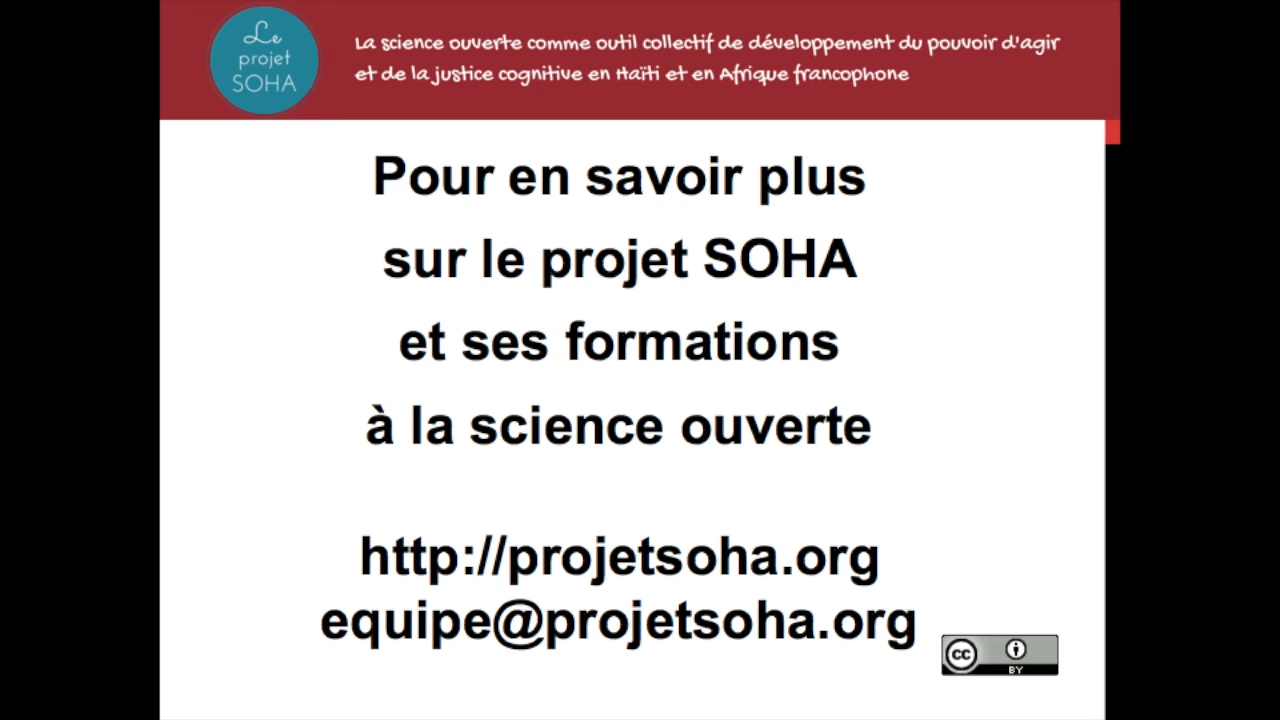 Le
projet
SOHA
La science ouverte comme outil collectif de développement du pouvoir d'agir
et de la justice cognitive en Haïti et en Afrique francophone
Pour en savoir plus
sur le projet SOHA
et ses formations
à la science ouverte
http://projetsoha.org
equipe@projetsoha.org
cc
BY